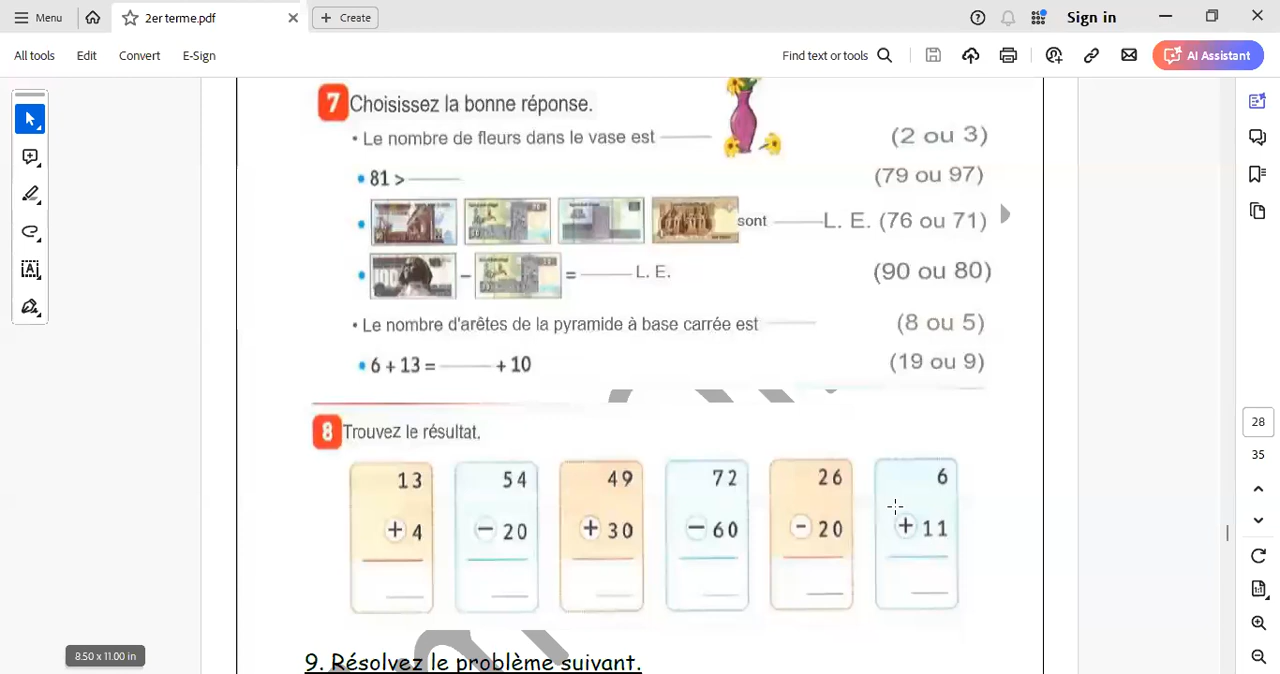 Menu
2er terme.pdf
Create
Sign in
All tools
Edit
Convert
E-Sign
Find text or tools
AI Assistant
7 Choisissez la bonne réponse.
• Le nombre de fleurs dans le vase est (2 ou 3)
• 81 > (79 ou 97)
• sont L. E. (76 ou 71)
• 100 − = L. E. (90 ou 80)
• Le nombre d'arêtes de la pyramide à base carrée est (8 ou 5)
• 6 + 13 = + 10 (19 ou 9)
8 Trouvez le résultat.
13 54 49 72 26 6
+ 4 − 20 + 30 − 60 − 20 + 11
9. Résolvez le problème suivant.
28
35
8.50 x 11.00 in